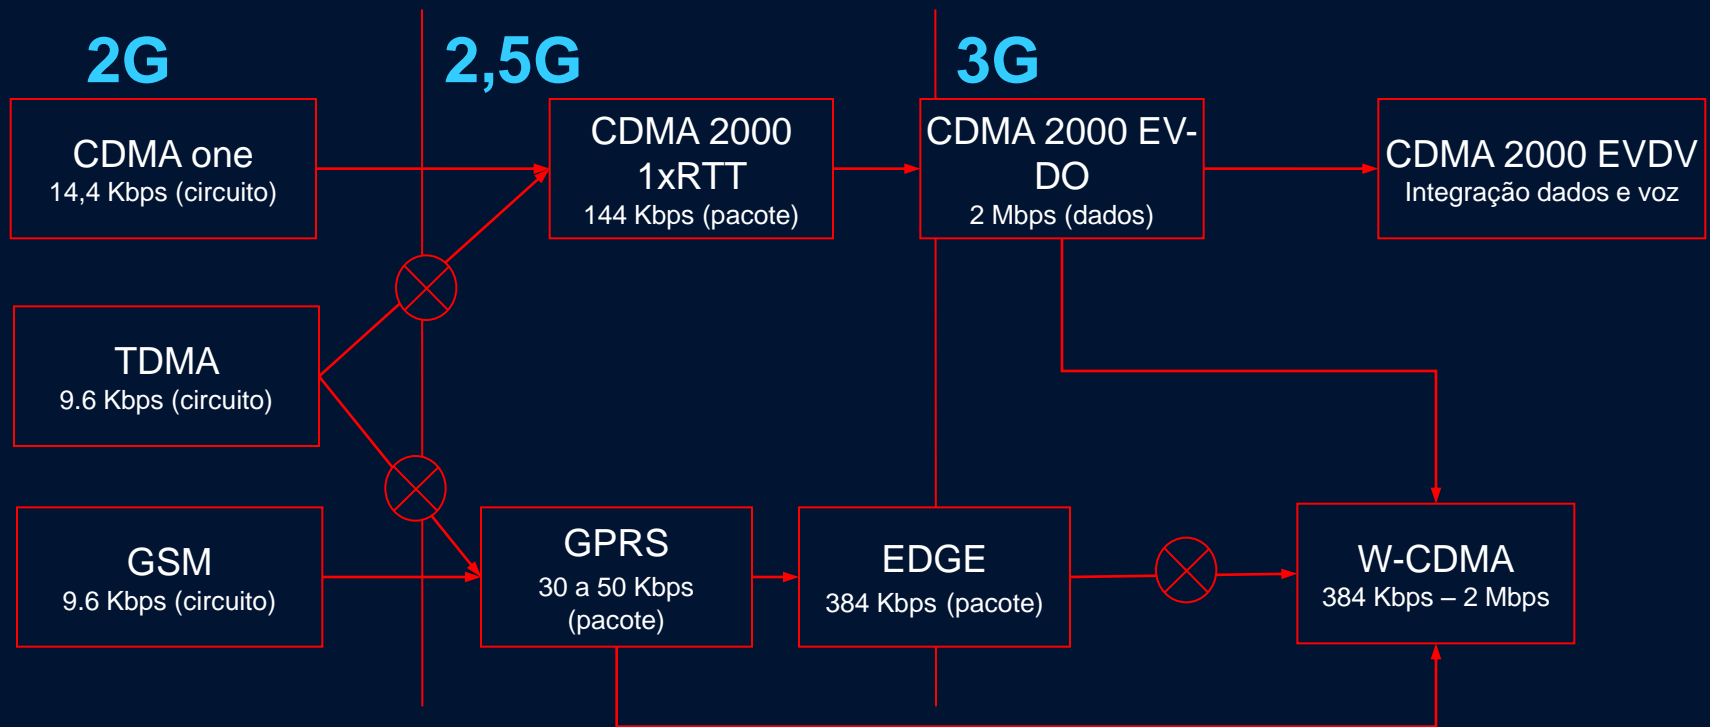 2G
2,5G
3G
CDMA one
14,4 Kbps (circuito)
CDMA 2000
1xRTT
144 Kbps (pacote)
CDMA 2000 EV-
DO
2 Mbps (dados)
CDMA 2000 EVDV
Integração dados e voz
TDMA
9.6 Kbps (circuito)
GSM
9.6 Kbps (circuito)
GPRS
30 a 50 Kbps
(pacote)
EDGE
384 Kbps (pacote)
W-CDMA
384 Kbps – 2 Mbps